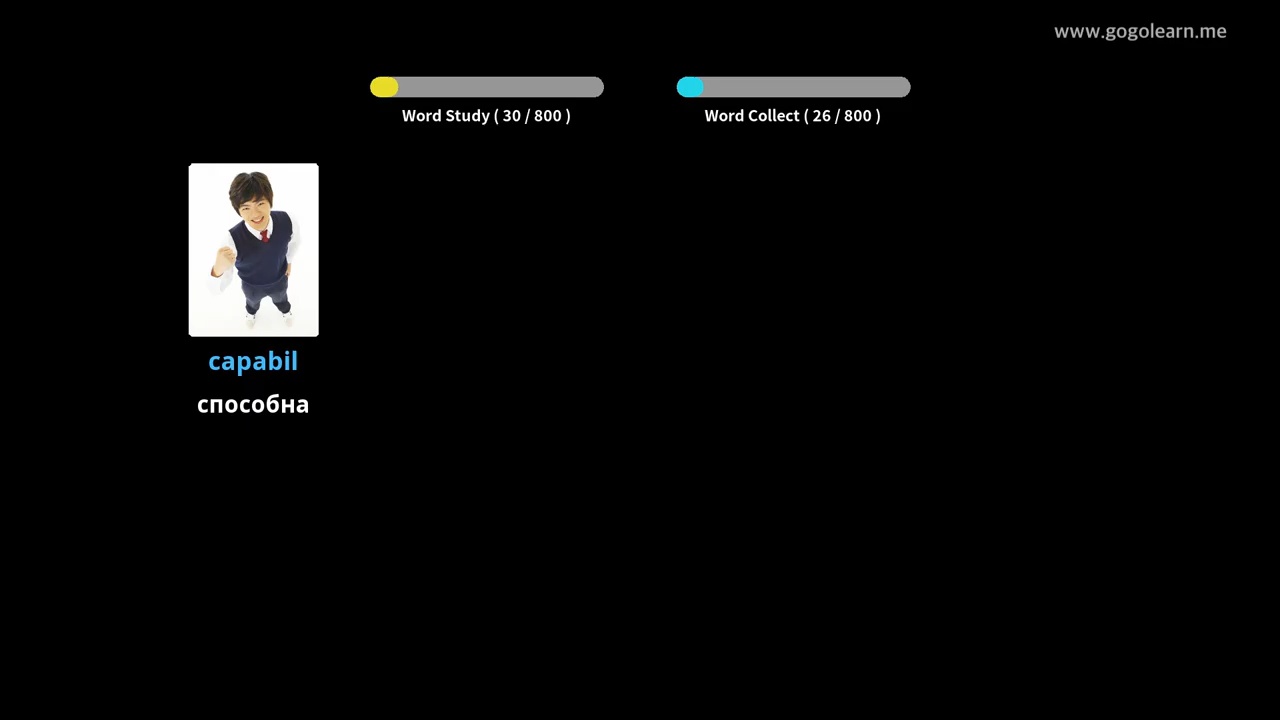 www.gogolearn.me
Word Study ( 30 / 800 )
Word Collect ( 26 / 800 )
capabil
способна